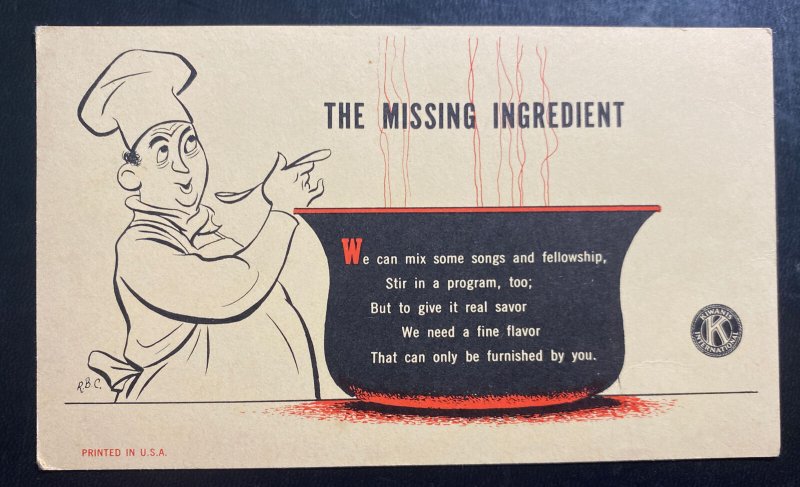 THE MISSING INGREDIENT
We can mix some songs and fellowship,
Stir in a program, too;
But to give it real savor
We need a fine flavor
That can only be furnished by you.
KIWANIS
K
INTERNATIONAL
R.B.C.
PRINTED IN U.S.A.